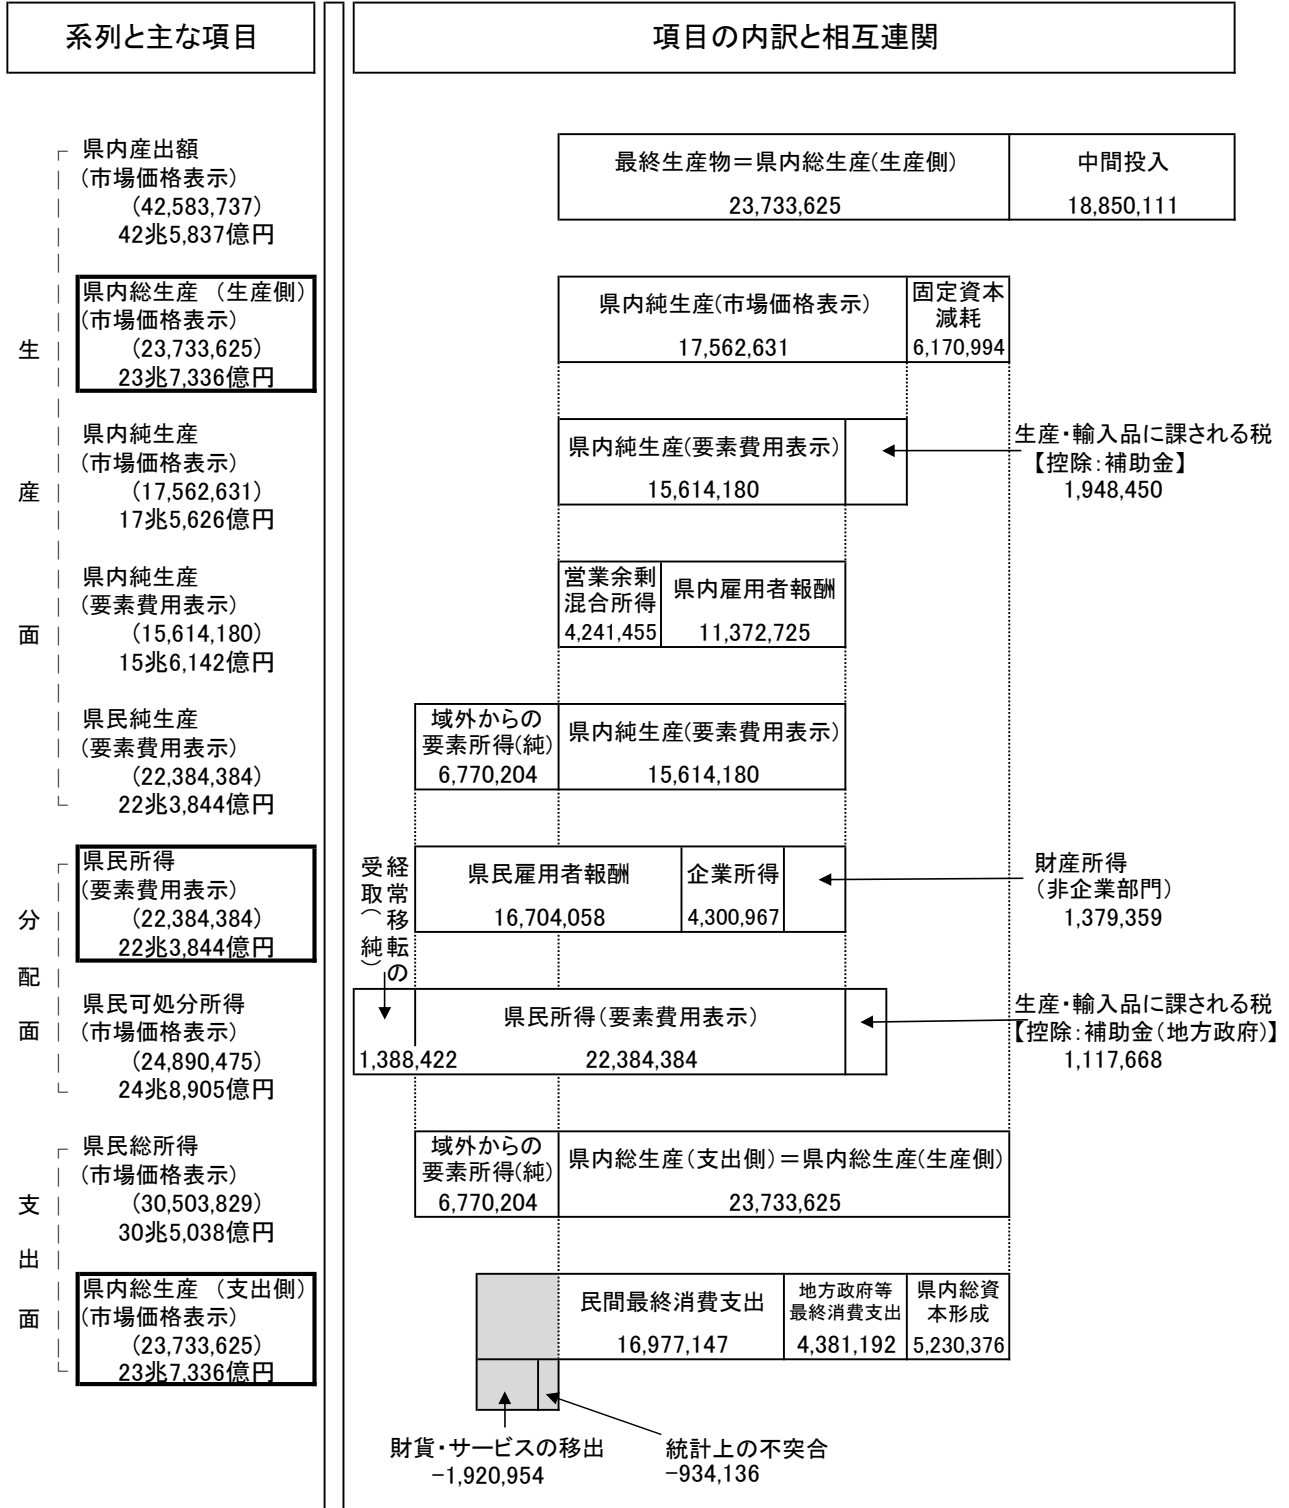 系列と主な項目
項目の内訳と相互連関
県内産出額
(市場価格表示)
(42,583,737)
42兆5,837億円
最終生産物＝県内総生産(生産側)
23,733,625
中間投入
18,850,111
生
産
面
県内総生産 (生産側)
(市場価格表示)
(23,733,625)
23兆7,336億円
県内純生産(市場価格表示)
17,562,631
固定資本
減耗
6,170,994
県内純生産
(市場価格表示)
(17,562,631)
17兆5,626億円
県内純生産(要素費用表示)
15,614,180
生産・輸入品に課される税
【控除：補助金】
1,948,450
県内純生産
(要素費用表示)
(15,614,180)
15兆6,142億円
営業余剰
混合所得
4,241,455
県内雇用者報酬
11,372,725
県民純生産
(要素費用表示)
(22,384,384)
22兆3,844億円
域外からの
要素所得(純)
6,770,204
県内純生産(要素費用表示)
15,614,180
分
配
面
県民所得
(要素費用表示)
(22,384,384)
22兆3,844億円
経常移転の
受取(純)
県民雇用者報酬
16,704,058
企業所得
4,300,967
財産所得
(非企業部門)
1,379,359
県民可処分所得
(市場価格表示)
(24,890,475)
24兆8,905億円
1,388,422
県民所得(要素費用表示)
22,384,384
生産・輸入品に課される税
【控除：補助金(地方政府)】
1,117,668
支
出
面
県民総所得
(市場価格表示)
(30,503,829)
30兆5,038億円
域外からの
要素所得(純)
6,770,204
県内総生産(支出側)＝県内総生産(生産側)
23,733,625
県内総生産 (支出側)
(市場価格表示)
(23,733,625)
23兆7,336億円
民間最終消費支出
16,977,147
地方政府等
最終消費支出
4,381,192
県内総資
本形成
5,230,376
財貨・サービスの移出
−1,920,954
統計上の不突合
−934,136